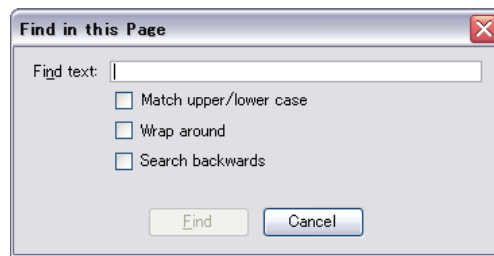 Find in this Page
Find text:
Match upper/lower case
Wrap around
Search backwards
Find Cancel